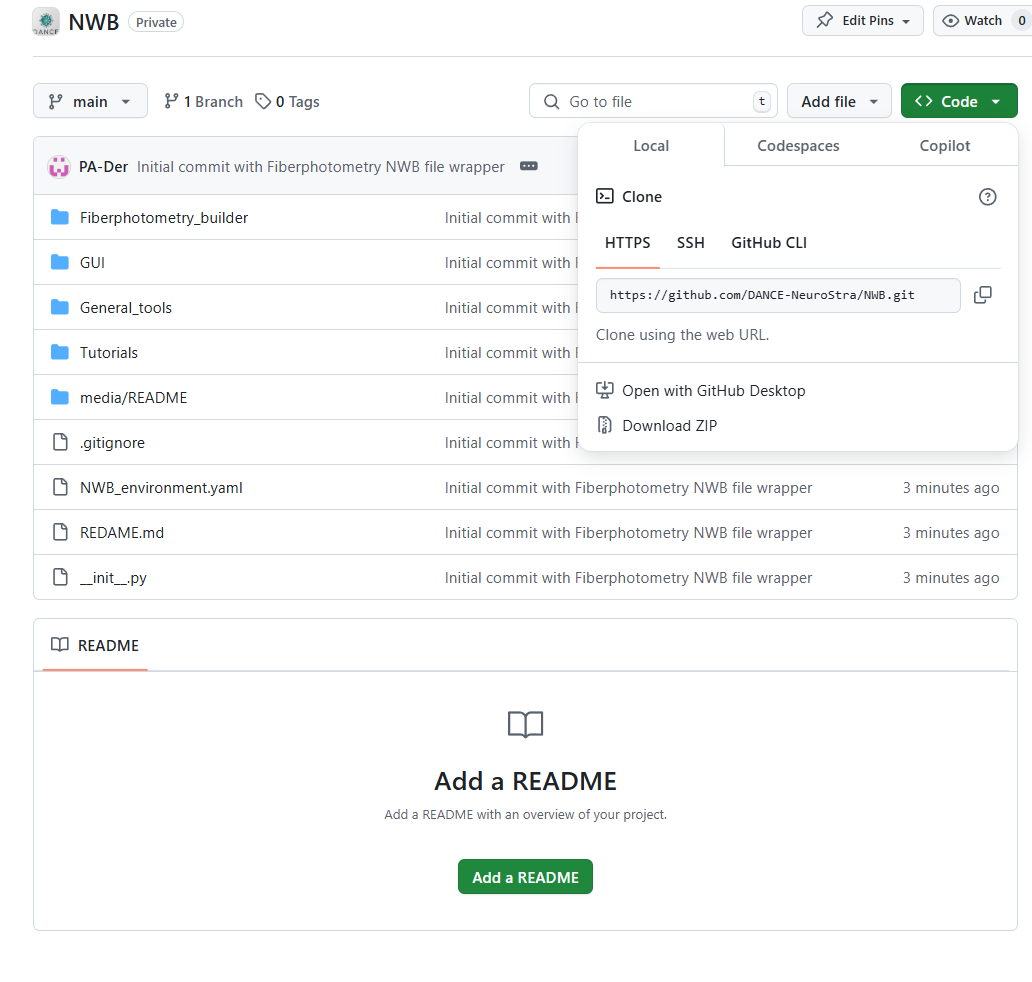 DANCE
NWB Private Edit Pins Watch 0
main 1 Branch 0 Tags Go to file t Add file Code
Local Codespaces Copilot
PA-Der Initial commit with Fiberphotometry NWB file wrapper
Clone
HTTPS SSH GitHub CLI
https://github.com/DANCE-NeuroStra/NWB.git
Clone using the web URL.
Open with GitHub Desktop
Download ZIP
Fiberphotometry_builder Initial commit with
GUI Initial commit with
General_tools Initial commit with
Tutorials Initial commit with
media/README Initial commit with
.gitignore Initial commit with
NWB_environment.yaml Initial commit with Fiberphotometry NWB file wrapper 3 minutes ago
REDAME.md Initial commit with Fiberphotometry NWB file wrapper 3 minutes ago
__init__.py Initial commit with Fiberphotometry NWB file wrapper 3 minutes ago
README
Add a README
Add a README with an overview of your project.
Add a README